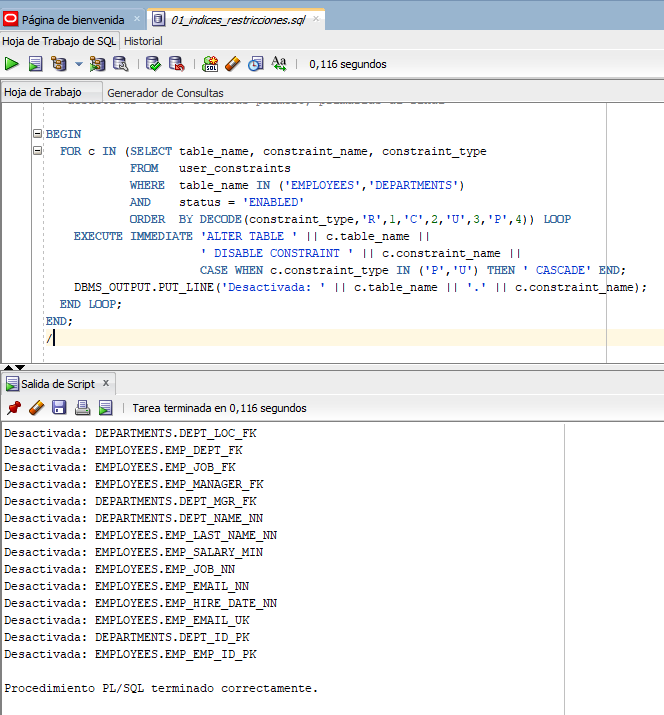 Página de bienvenida
01_indices_restricciones.sql
Hoja de Trabajo de SQL Historial
0,116 segundos
Hoja de Trabajo Generador de Consultas
BEGIN
FOR c IN (SELECT table_name, constraint_name, constraint_type
FROM user_constraints
WHERE table_name IN ('EMPLOYEES','DEPARTMENTS')
AND status = 'ENABLED'
ORDER BY DECODE(constraint_type,'R',1,'C',2,'U',3,'P',4)) LOOP
EXECUTE IMMEDIATE 'ALTER TABLE ' || c.table_name ||
' DISABLE CONSTRAINT ' || c.constraint_name ||
CASE WHEN c.constraint_type IN ('P','U') THEN ' CASCADE' END;
DBMS_OUTPUT.PUT_LINE('Desactivada: ' || c.table_name || '.' || c.constraint_name);
END LOOP;
END;
/
Salida de Script x
Tarea terminada en 0,116 segundos
Desactivada: DEPARTMENTS.DEPT_LOC_FK
Desactivada: EMPLOYEES.EMP_DEPT_FK
Desactivada: EMPLOYEES.EMP_JOB_FK
Desactivada: EMPLOYEES.EMP_MANAGER_FK
Desactivada: DEPARTMENTS.DEPT_MGR_FK
Desactivada: DEPARTMENTS.DEPT_NAME_NN
Desactivada: EMPLOYEES.EMP_LAST_NAME_NN
Desactivada: EMPLOYEES.EMP_SALARY_MIN
Desactivada: EMPLOYEES.EMP_JOB_NN
Desactivada: EMPLOYEES.EMP_EMAIL_NN
Desactivada: EMPLOYEES.EMP_HIRE_DATE_NN
Desactivada: EMPLOYEES.EMP_EMAIL_UK
Desactivada: DEPARTMENTS.DEPT_ID_PK
Desactivada: EMPLOYEES.EMP_EMP_ID_PK
Procedimiento PL/SQL terminado correctamente.